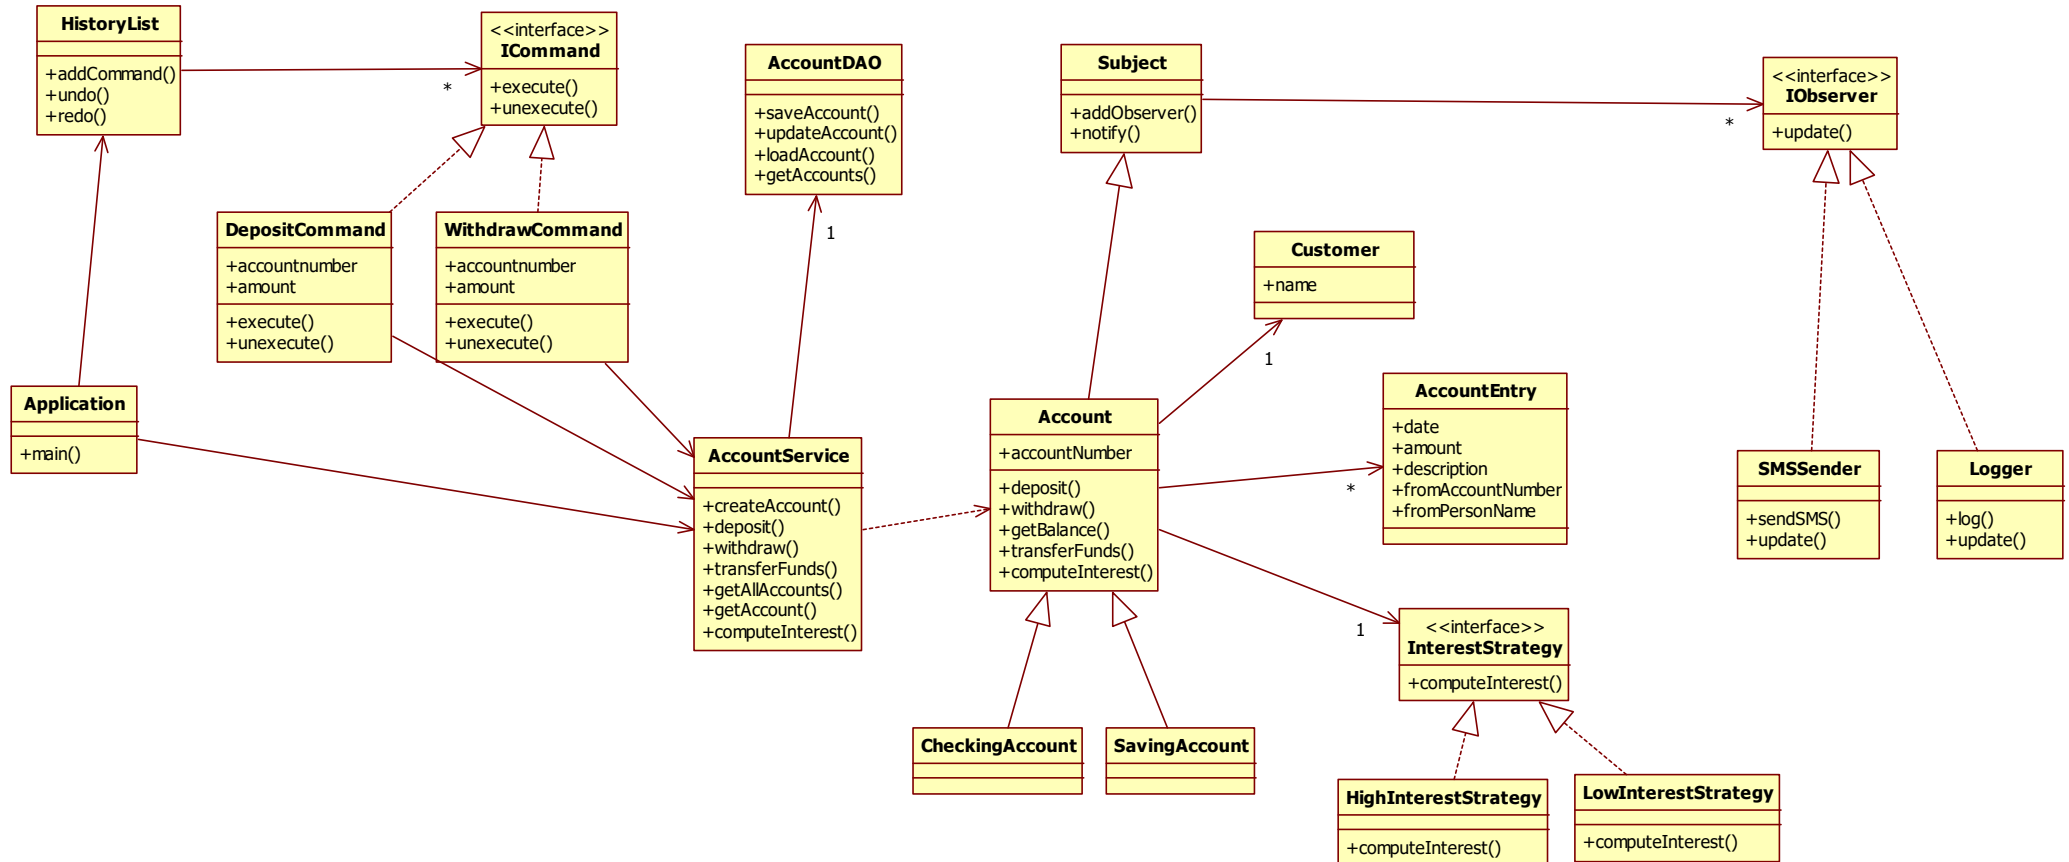 HistoryList
+addCommand()
+undo()
+redo()
<<interface>>
ICommand
+execute()
+unexecute()
*
AccountDAO
+saveAccount()
+updateAccount()
+loadAccount()
+getAccounts()
1
Subject
+addObserver()
+notify()
<<interface>>
IObserver
+update()
*
DepositCommand
+accountnumber
+amount
+execute()
+unexecute()
WithdrawCommand
+accountnumber
+amount
+execute()
+unexecute()
Customer
+name
1
Application
+main()
AccountService
+createAccount()
+deposit()
+withdraw()
+transferFunds()
+getAllAccounts()
+getAccount()
+computeInterest()
Account
+accountNumber
+deposit()
+withdraw()
+getBalance()
+transferFunds()
+computeInterest()
AccountEntry
+date
+amount
+description
+fromAccountNumber
+fromPersonName
*
SMSSender
+sendSMS()
+update()
Logger
+log()
+update()
1
<<interface>>
InterestStrategy
+computeInterest()
CheckingAccount
SavingAccount
HighInterestStrategy
+computeInterest()
LowInterestStrategy
+computeInterest()